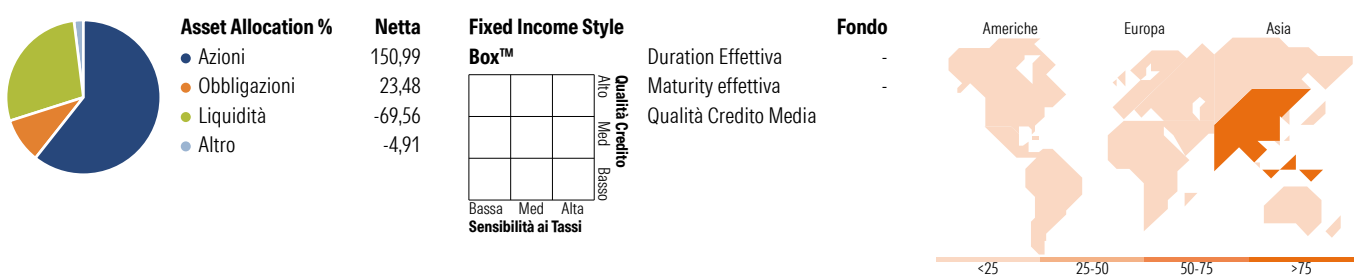 Asset Allocation % Netta
Azioni 150,99
Obbligazioni 23,48
Liquidità -69,56
Altro -4,91
Fixed Income Style
Box™
Fondo
Duration Effettiva -
Maturity effettiva -
Qualità Credito Media
Alto
Med
Basso
Qualità Credito
Bassa Med Alta
Sensibilità ai Tassi
Americhe Europa Asia
<25 25-50 50-75 >75